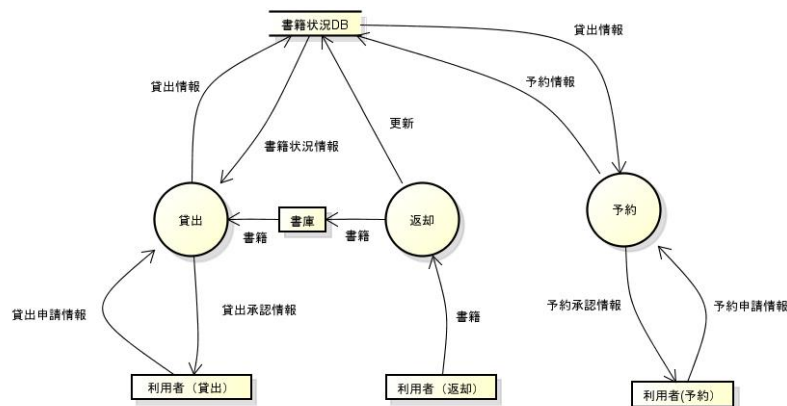 書籍状況DB
貸出情報
貸出情報
予約情報
更新
書籍状況情報
貸出
書庫
返却
予約
書籍
書籍
貸出申請情報
貸出承認情報
書籍
予約承認情報
予約申請情報
利用者（貸出）
利用者（返却）
利用者(予約）